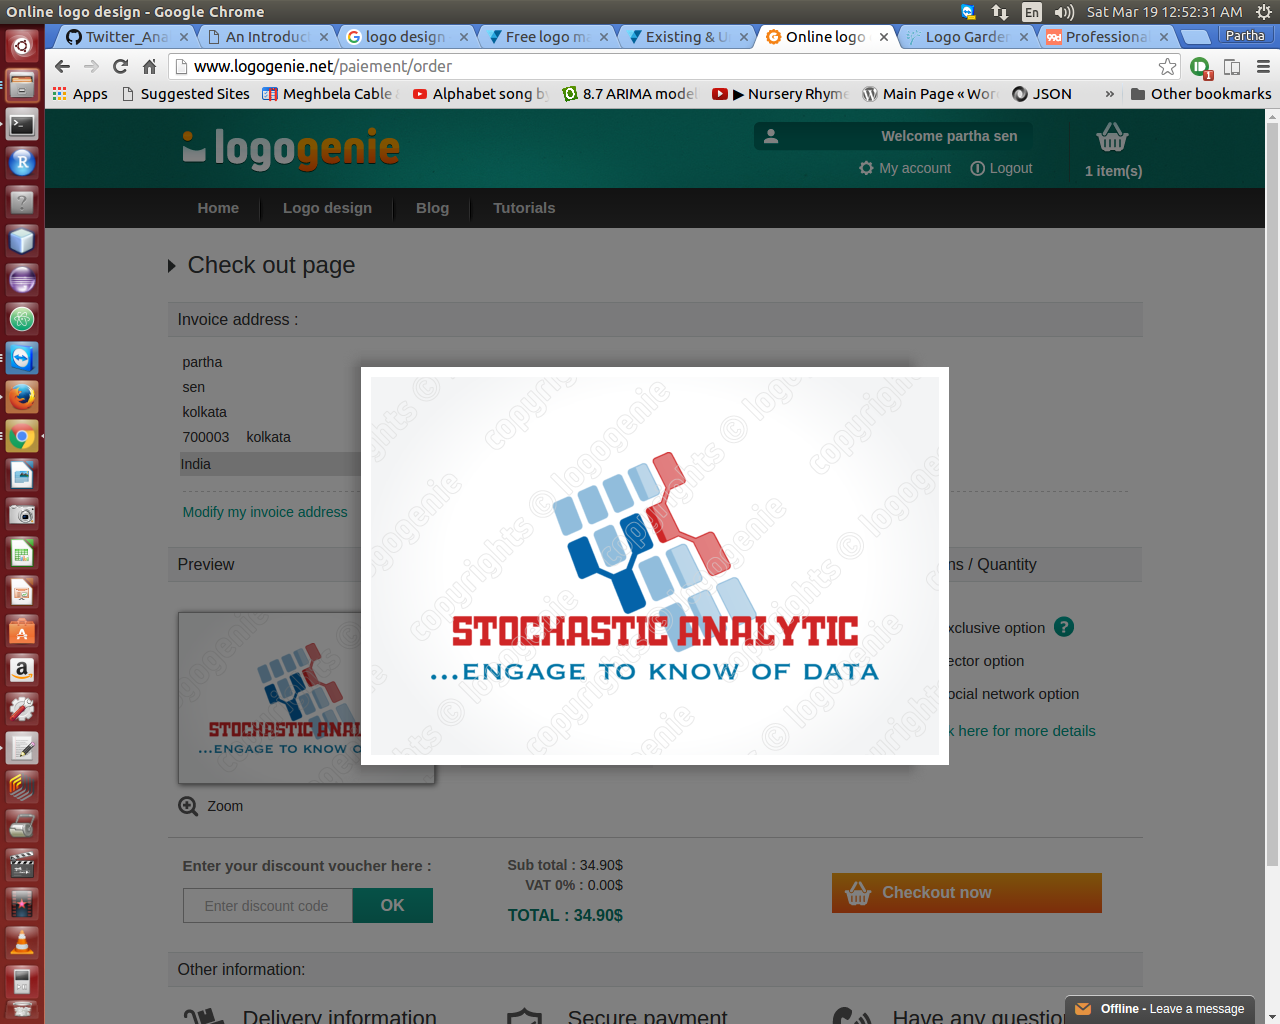 Online logo design - Google Chrome
En
Sat Mar 19 12:52:31 AM
Twitter_Ana
An Introduc
logo design
Free logo ma
Existing & U
Online logo
Logo Garde
Professiona
Partha
www.logogenie.net/paiement/order
1
Apps
Suggested Sites
Meghbela Cable
Alphabet song by
8.7 ARIMA model
▶ Nursery Rhyme
Main Page « Wor
JSON
»
Other bookmarks
logogenie
Welcome partha sen
My account
Logout
1 item(s)
Home
Logo design
Blog
Tutorials
Check out page
Invoice address :
partha
sen
kolkata
700003 kolkata
India
Modify my invoice address
Preview
ns / Quantity
copyrights © logogenie
STOCHASTIC ANALYTIC
...ENGAGE TO KNOW OF DATA
xclusive option ?
ector option
ocial network option
k here for more details
STOCHASTIC ANAL
...ENGAGE TO KNOW O
Zoom
Enter your discount voucher here :
Enter discount code
OK
Sub total : 34.90$
VAT 0% : 0.00$
TOTAL : 34.90$
Checkout now
Other information:
Delivery information
Secure payment
Have any question
Offline - Leave a message